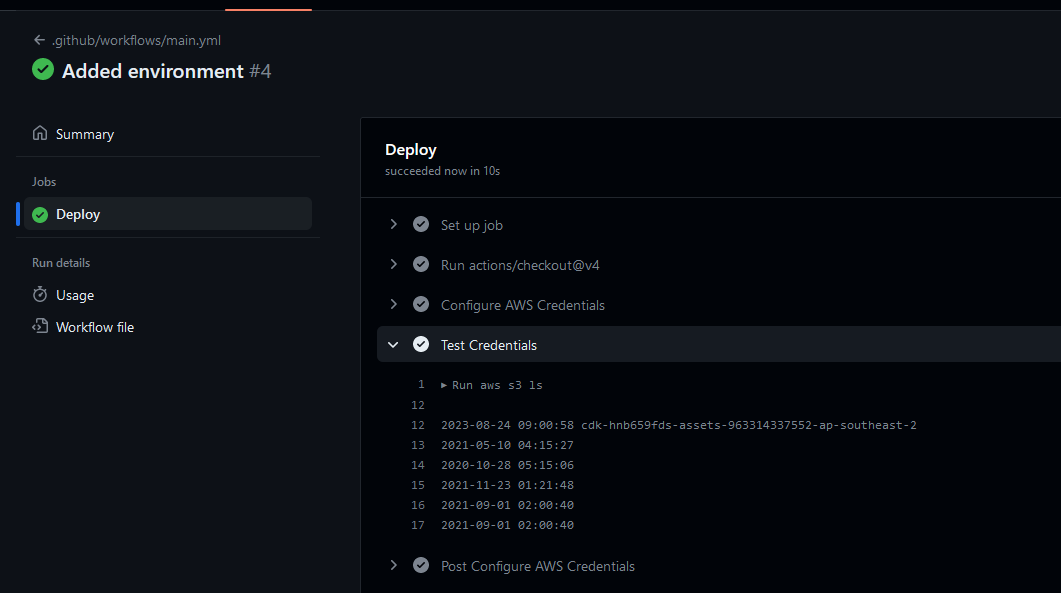 .github/workflows/main.yml
Added environment #4
Summary
Jobs
Deploy
Run details
Usage
Workflow file
Deploy
succeeded now in 10s
Set up job
Run actions/checkout@v4
Configure AWS Credentials
Test Credentials
1 Run aws s3 ls
12
12 2023-08-24 09:00:58 cdk-hnb659fds-assets-963314337552-ap-southeast-2
13 2021-05-10 04:15:27
14 2020-10-28 05:15:06
15 2021-11-23 01:21:48
16 2021-09-01 02:00:40
17 2021-09-01 02:00:40
Post Configure AWS Credentials